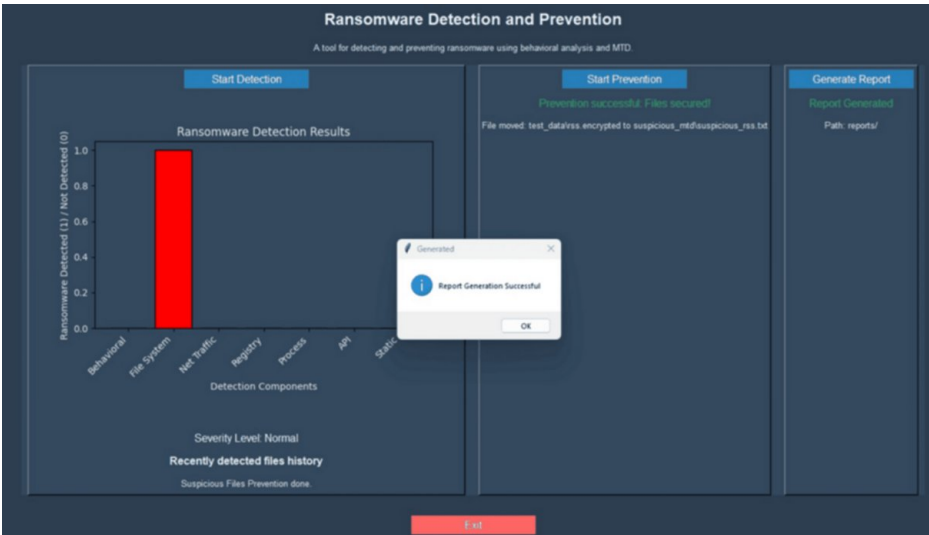 Ransomware Detection and Prevention
A tool for detecting and preventing ransomware using behavioral analysis and MTD.
Start Detection
Ransomware Detection Results
Ransomware Detected (1) / Not Detected (0)
1.0
0.8
0.6
0.4
0.2
0.0
Behavioral
File System
Net Traffic
Registry
Process
API
Static
Detection Components
Severity Level: Normal
Recently detected files history
Suspicious Files Prevention done.
Start Prevention
Prevention successful: Files secured!
File moved: test_data\rss.encrypted to suspicious_mtd\suspicious_rss.txt
Generate Report
Report Generated
Path: reports/
Generated
Report Generation Successful
OK
Exit